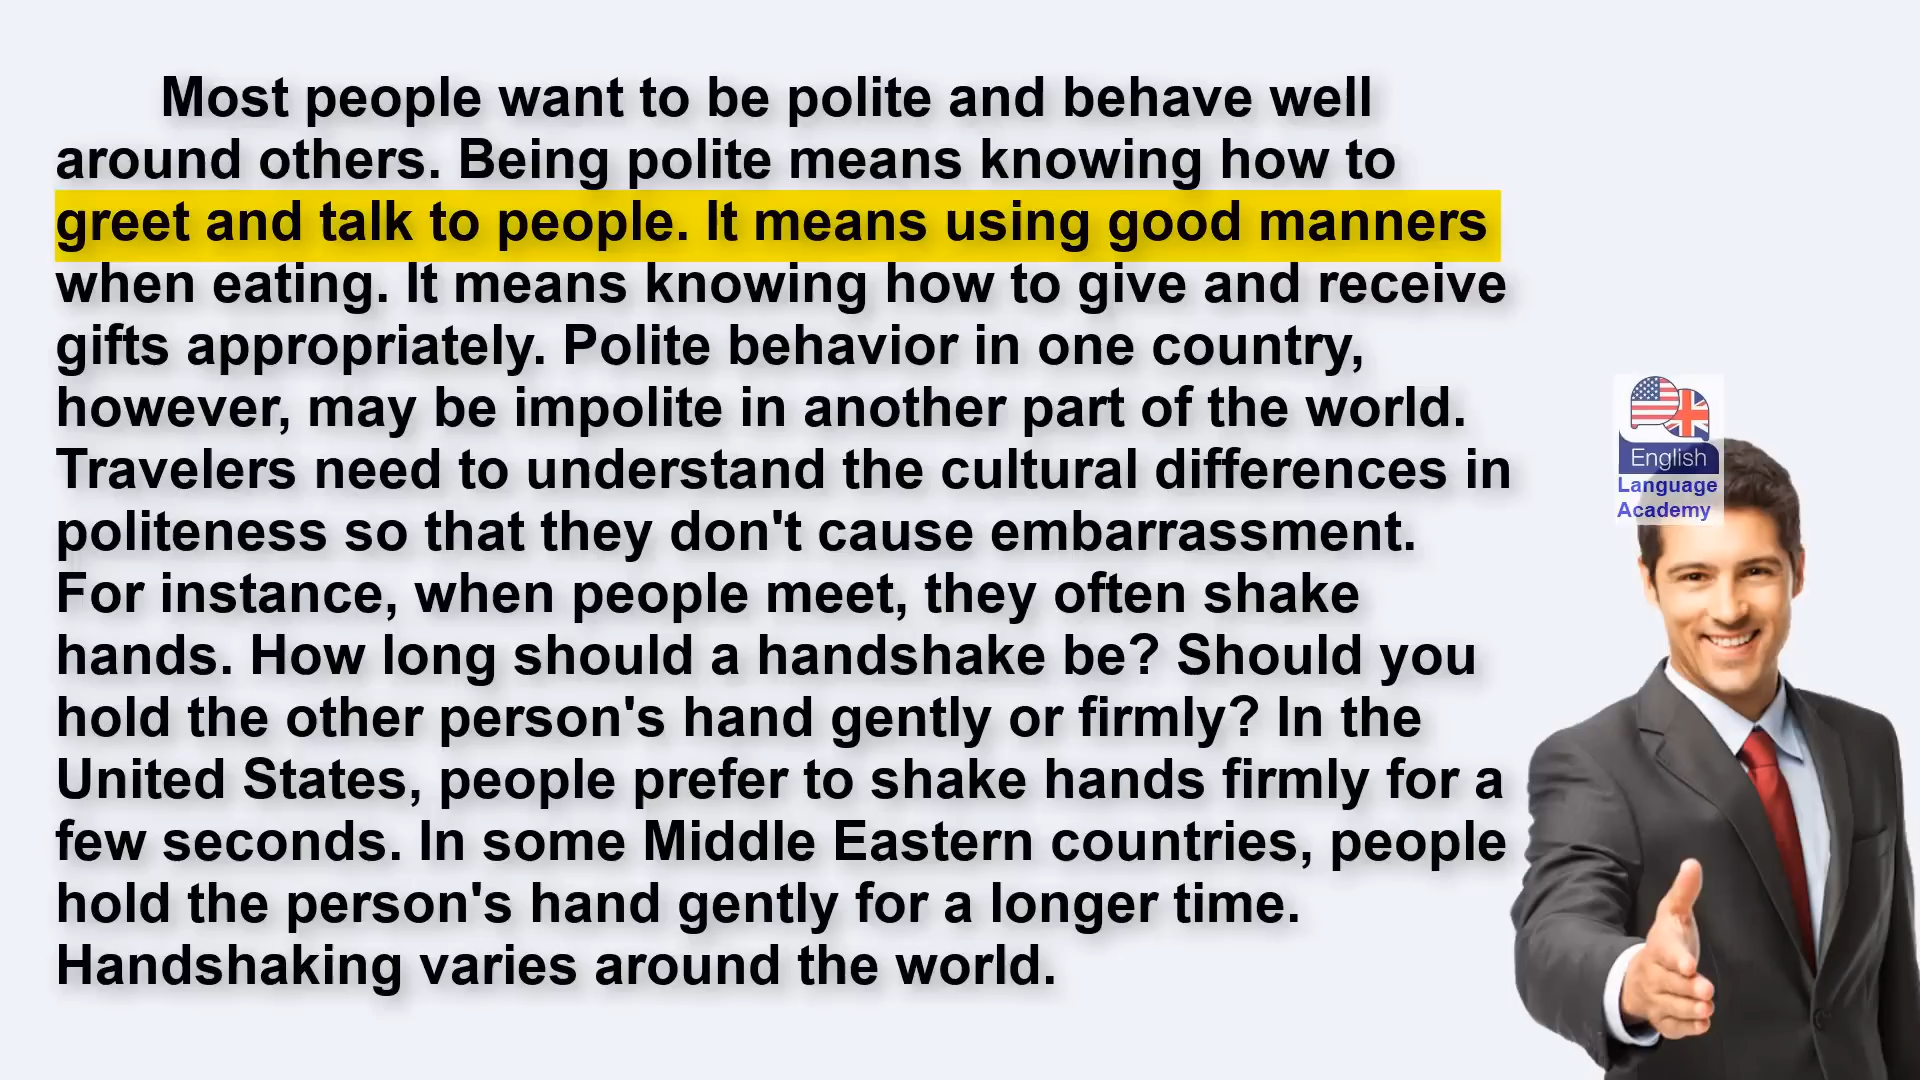 Most people want to be polite and behave well
around others. Being polite means knowing how to
greet and talk to people. It means using good manners
when eating. It means knowing how to give and receive
gifts appropriately. Polite behavior in one country,
however, may be impolite in another part of the world.
Travelers need to understand the cultural differences in
politeness so that they don't cause embarrassment.
For instance, when people meet, they often shake
hands. How long should a handshake be? Should you
hold the other person's hand gently or firmly? In the
United States, people prefer to shake hands firmly for a
few seconds. In some Middle Eastern countries, people
hold the person's hand gently for a longer time.
Handshaking varies around the world.
English
Language
Academy